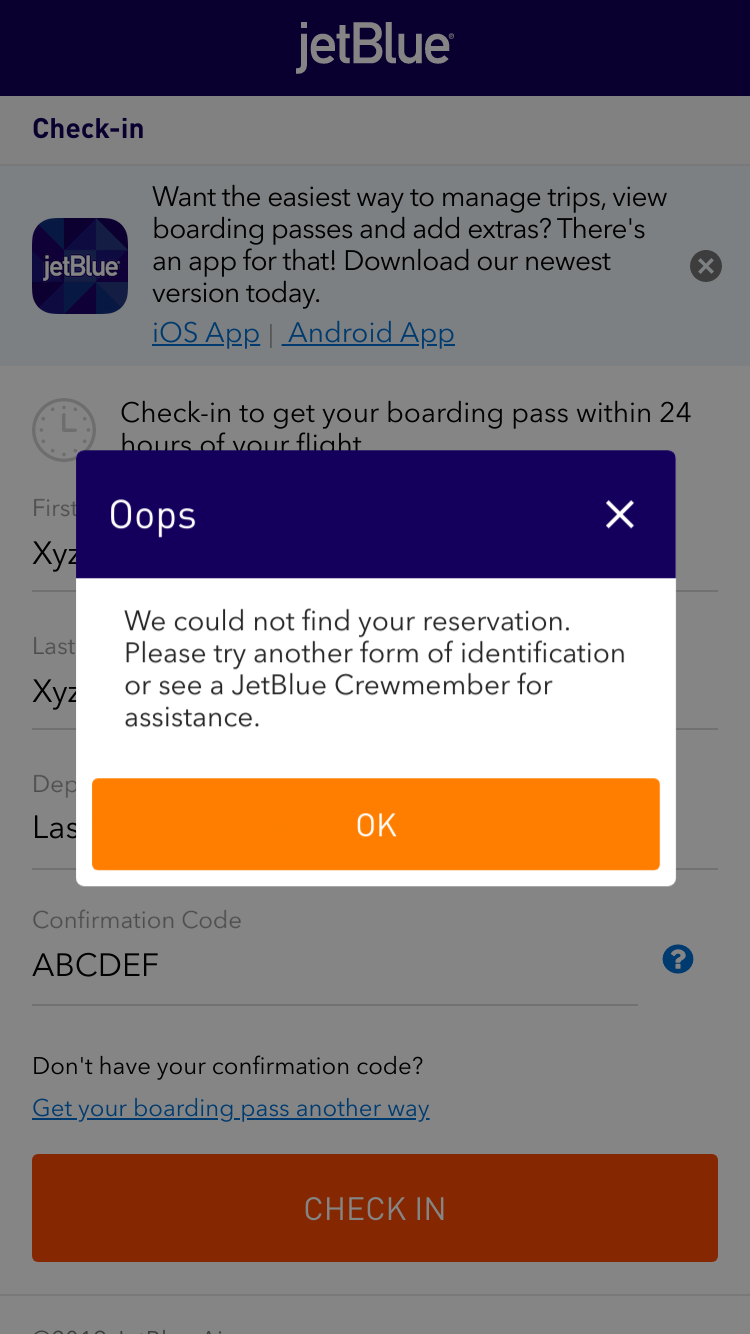 jetBlue
Check-in
Want the easiest way to manage trips, view
boarding passes and add extras? There's
an app for that! Download our newest
version today.
iOS App | Android App
jetBlue
Check-in to get your boarding pass within 24
hours of your flight
First
Xyz
Oops
We could not find your reservation.
Please try another form of identification
or see a JetBlue Crewmember for
assistance.
OK
Last
Xyz
Dep
Las
Confirmation Code
ABCDEF
Don't have your confirmation code?
Get your boarding pass another way
CHECK IN